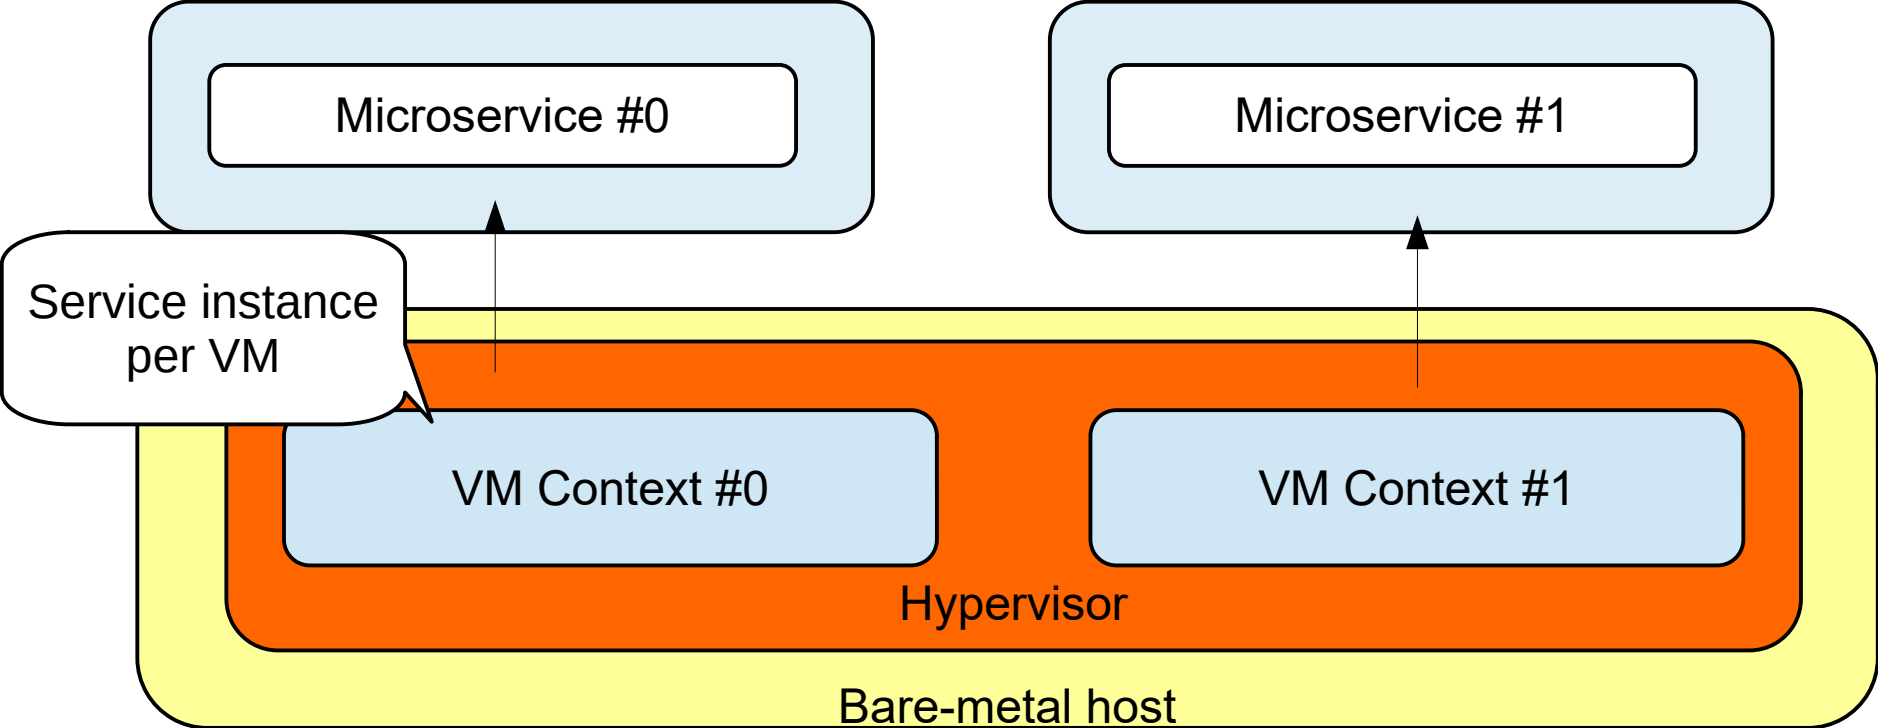 Microservice #0
Microservice #1
Service instance
per VM
VM Context #0
VM Context #1
Hypervisor
Bare-metal host